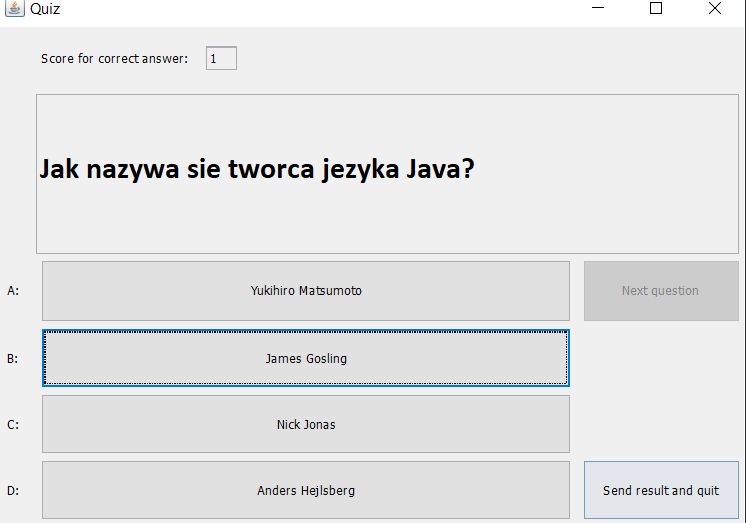 Quiz
Score for correct answer: 1
Jak nazywa sie tworca jezyka Java?
A: Yukihiro Matsumoto Next question
B: James Gosling
C: Nick Jonas
D: Anders Hejlsberg Send result and quit